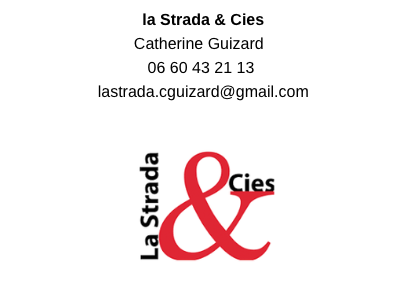 la Strada & Cies
Catherine Guizard
06 60 43 21 13
lastrada.cguizard@gmail.com
La Strada & Cies